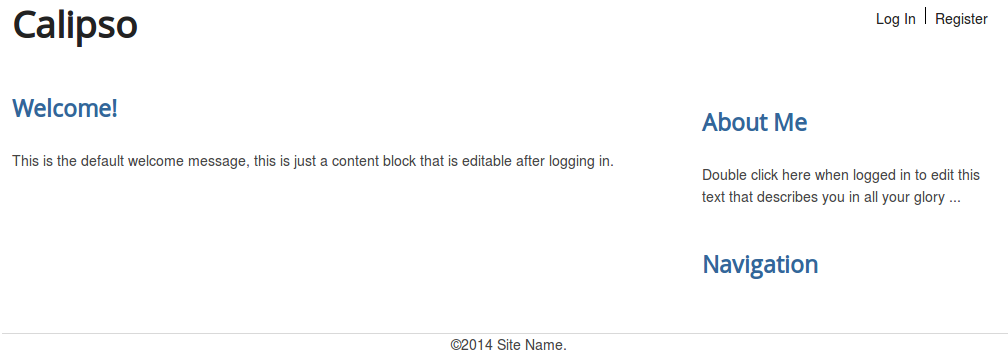 Calipso
Log In
Register
Welcome!
This is the default welcome message, this is just a content block that is editable after logging in.
About Me
Double click here when logged in to edit this
text that describes you in all your glory ...
Navigation
©2014 Site Name.